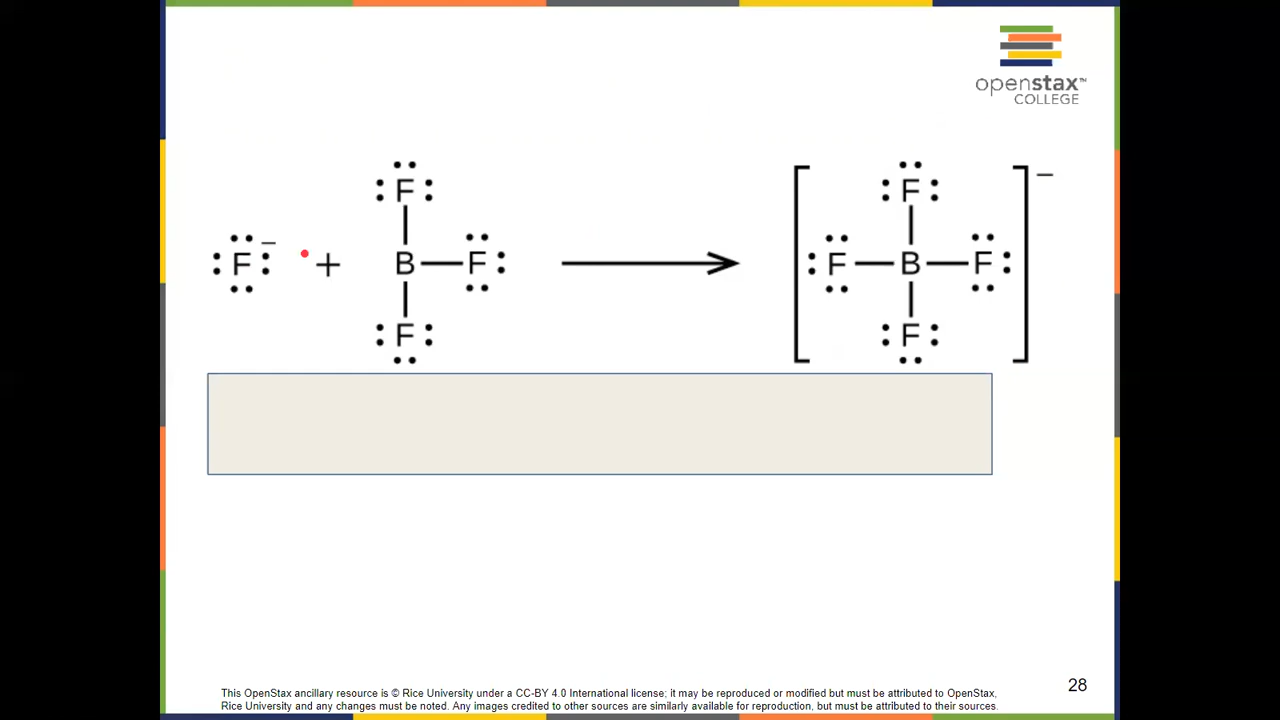 openstax™
COLLEGE
F
F
F – + B F F B F –
F
F
28
This OpenStax ancillary resource is © Rice University under a CC-BY 4.0 International license; it may be reproduced or modified but must be attributed to OpenStax,
Rice University and any changes must be noted. Any images credited to other sources are similarly available for reproduction, but must be attributed to their sources.